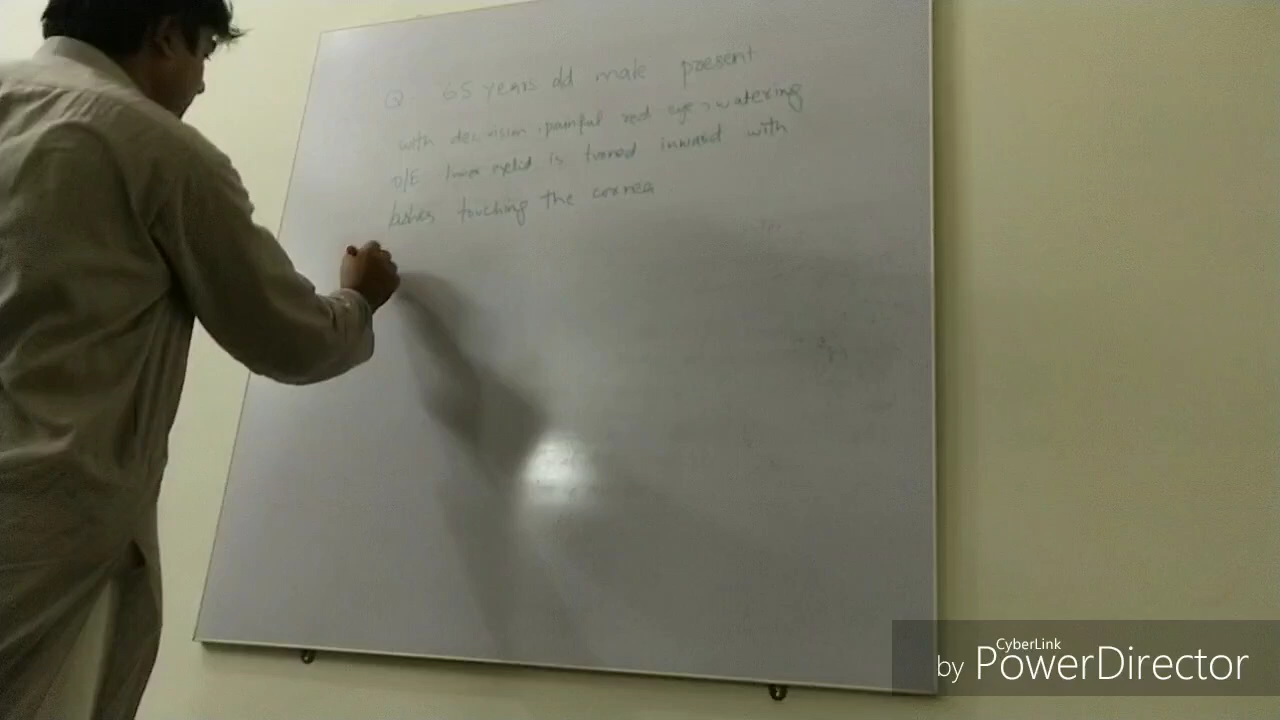 Q 65 years old male present
with dec. vision, painful red eye, watering
O/E lower eyelid is turned inward with
lashes touching the cornea
CyberLink
by PowerDirector